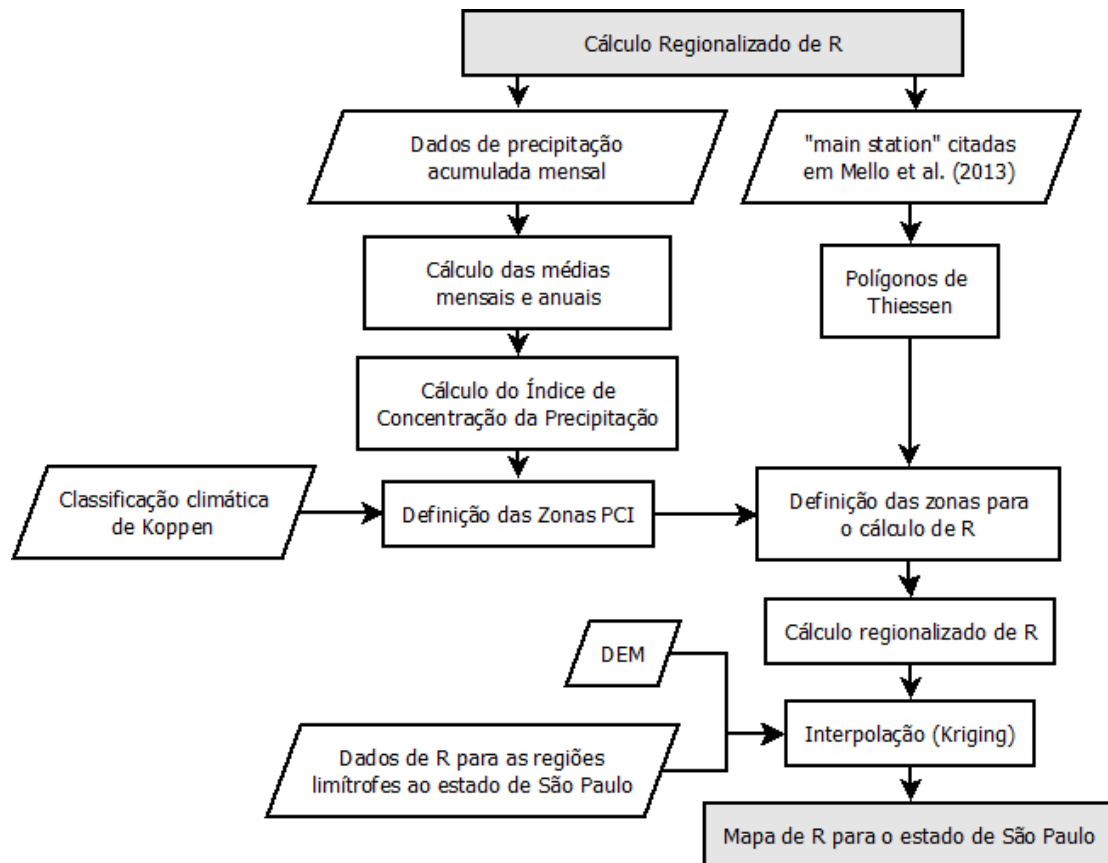 Cálculo Regionalizado de R
Dados de precipitação
acumulada mensal
"main station" citadas
em Mello et al. (2013)
Cálculo das médias
mensais e anuais
Polígonos de
Thiessen
Cálculo do Índice de
Concentração da Precipitação
Classificação climática
de Koppen
Definição das Zonas PCI
Definição das zonas para
o cálculo de R
Cálculo regionalizado de R
DEM
Dados de R para as regiões
limítrofes ao estado de São Paulo
Interpolação (Kriging)
Mapa de R para o estado de São Paulo